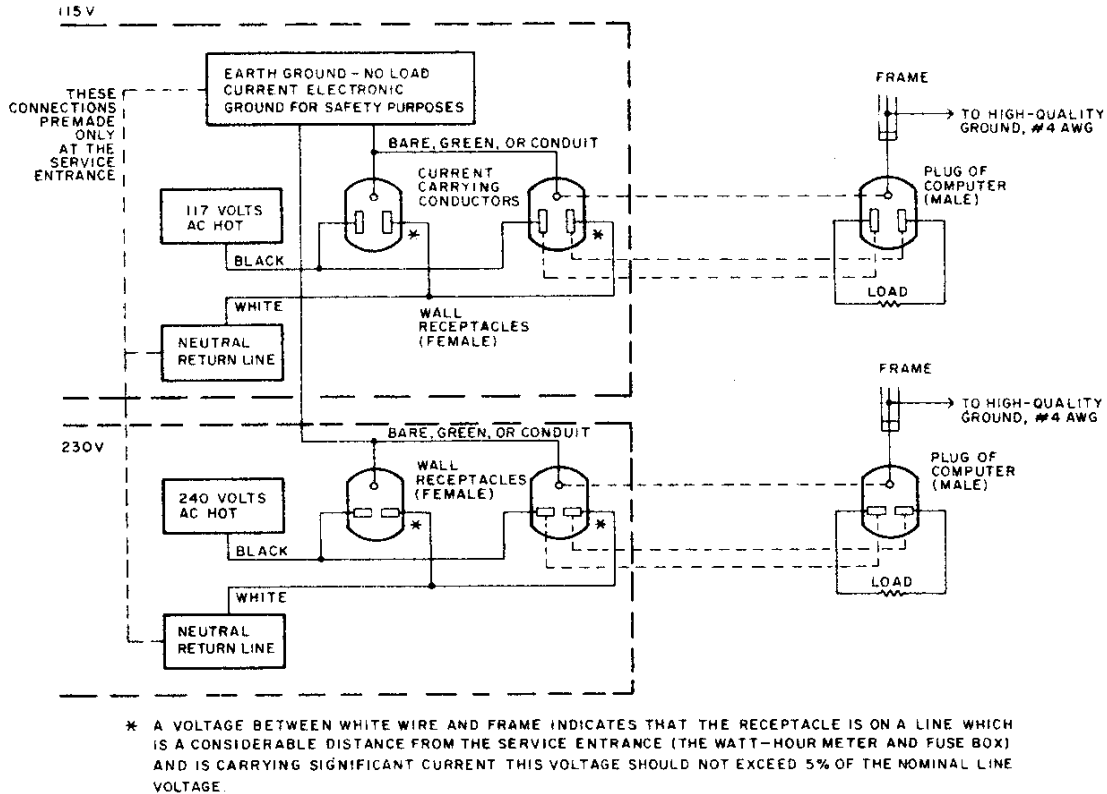 115V
EARTH GROUND – NO LOAD
CURRENT ELECTRONIC
GROUND FOR SAFETY PURPOSES
THESE
CONNECTIONS
PREMADE
ONLY
AT THE
SERVICE
ENTRANCE
BARE, GREEN, OR CONDUIT
CURRENT
CARRYING
CONDUCTORS
117 VOLTS
AC HOT
*
*
BLACK
WHITE
WALL
RECEPTACLES
(FEMALE)
NEUTRAL
RETURN LINE
FRAME
TO HIGH-QUALITY
GROUND, #4 AWG
PLUG OF
COMPUTER
(MALE)
LOAD
230V
BARE, GREEN, OR CONDUIT
WALL
RECEPTACLES
(FEMALE)
240 VOLTS
AC HOT
*
*
BLACK
WHITE
NEUTRAL
RETURN LINE
FRAME
TO HIGH-QUALITY
GROUND, #4 AWG
PLUG OF
COMPUTER
(MALE)
LOAD
* A VOLTAGE BETWEEN WHITE WIRE AND FRAME INDICATES THAT THE RECEPTACLE IS ON A LINE WHICH
IS A CONSIDERABLE DISTANCE FROM THE SERVICE ENTRANCE (THE WATT-HOUR METER AND FUSE BOX)
AND IS CARRYING SIGNIFICANT CURRENT THIS VOLTAGE SHOULD NOT EXCEED 5% OF THE NOMINAL LINE
VOLTAGE.